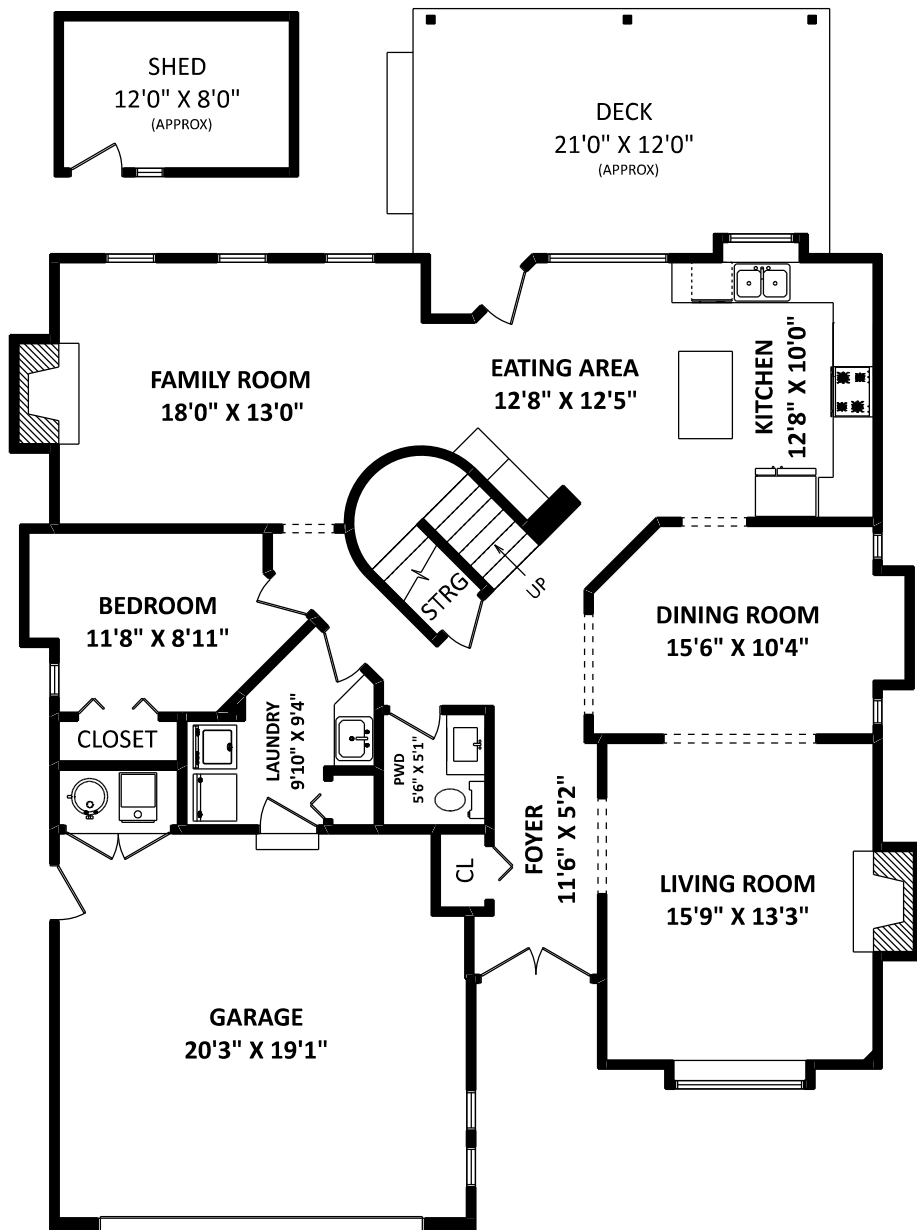 SHED
12'0" X 8'0"
(APPROX)
DECK
21'0" X 12'0"
(APPROX)
FAMILY ROOM
18'0" X 13'0"
EATING AREA
12'8" X 12'5"
KITCHEN
12'8" X 10'0"
BEDROOM
11'8" X 8'11"
STRG
UP
DINING ROOM
15'6" X 10'4"
CLOSET
LAUNDRY
9'10" X 9'4"
PWD
5'6" X 5'1"
FOYER
11'6" X 5'2"
CL
LIVING ROOM
15'9" X 13'3"
GARAGE
20'3" X 19'1"